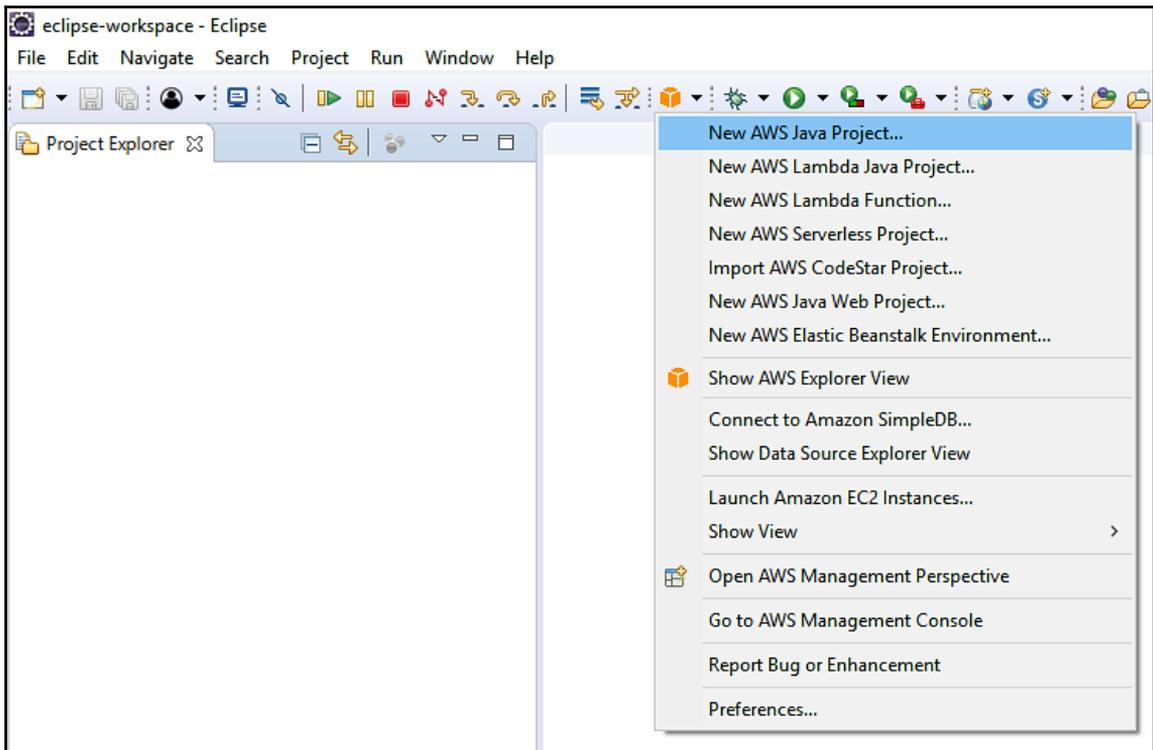 eclipse-workspace - Eclipse
File Edit Navigate Search Project Run Window Help
Project Explorer
New AWS Java Project...
New AWS Lambda Java Project...
New AWS Lambda Function...
New AWS Serverless Project...
Import AWS CodeStar Project...
New AWS Java Web Project...
New AWS Elastic Beanstalk Environment...
Show AWS Explorer View
Connect to Amazon SimpleDB...
Show Data Source Explorer View
Launch Amazon EC2 Instances...
Show View
Open AWS Management Perspective
Go to AWS Management Console
Report Bug or Enhancement
Preferences...